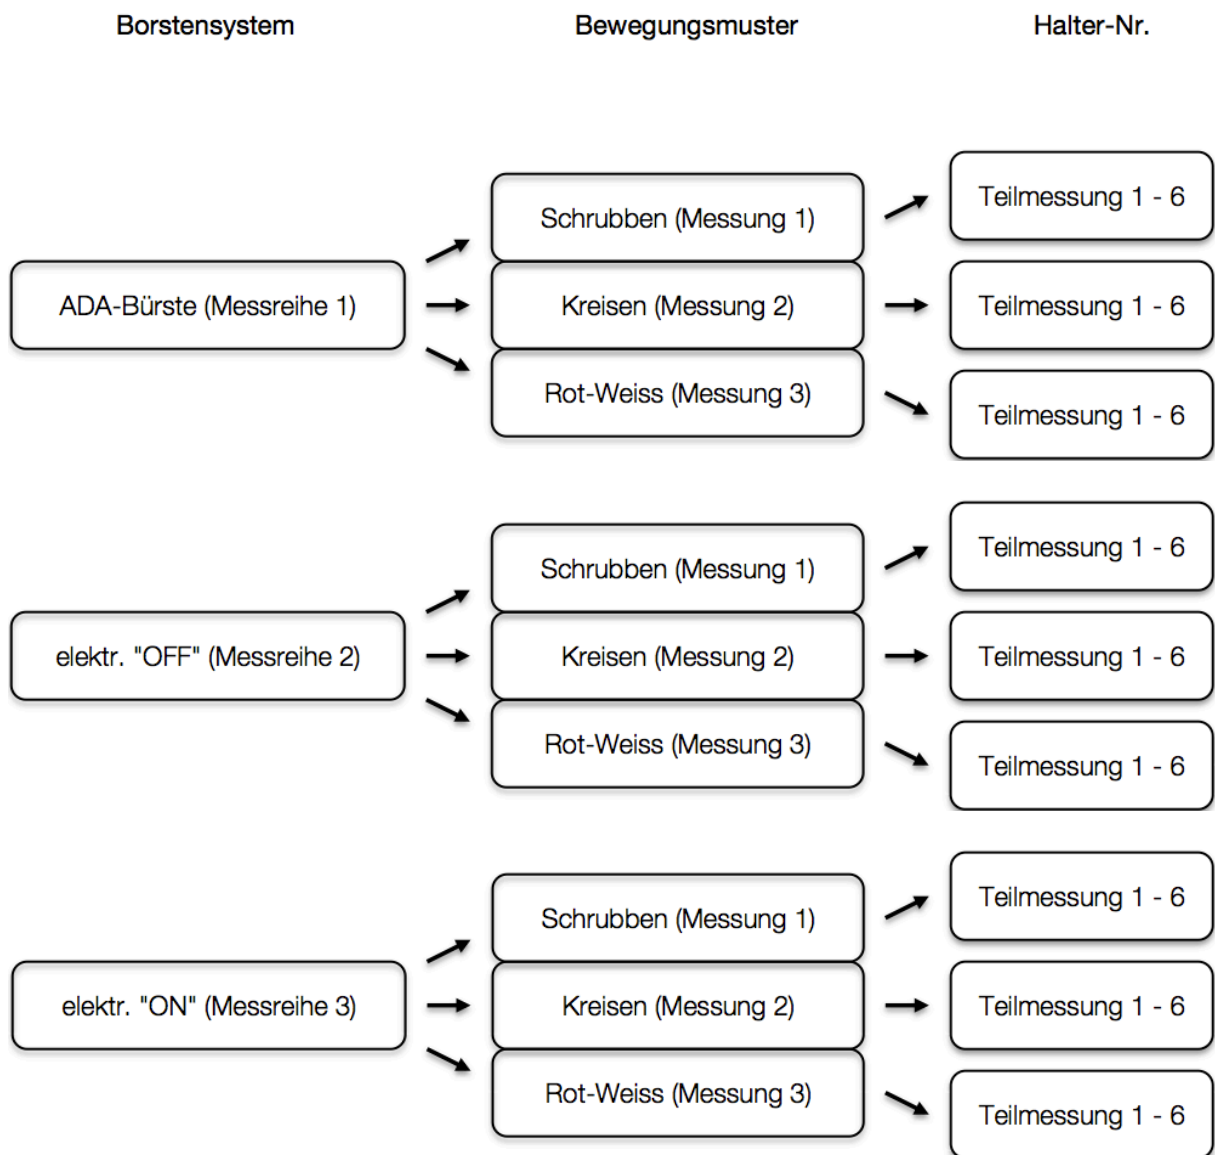 Borstensystem
Bewegungsmuster
Halter-Nr.
ADA-Bürste (Messreihe 1)
Schrubben (Messung 1)
Kreisen (Messung 2)
Rot-Weiss (Messung 3)
Teilmessung 1 - 6
Teilmessung 1 - 6
Teilmessung 1 - 6
elektr. "OFF" (Messreihe 2)
Schrubben (Messung 1)
Kreisen (Messung 2)
Rot-Weiss (Messung 3)
Teilmessung 1 - 6
Teilmessung 1 - 6
Teilmessung 1 - 6
elektr. "ON" (Messreihe 3)
Schrubben (Messung 1)
Kreisen (Messung 2)
Rot-Weiss (Messung 3)
Teilmessung 1 - 6
Teilmessung 1 - 6
Teilmessung 1 - 6